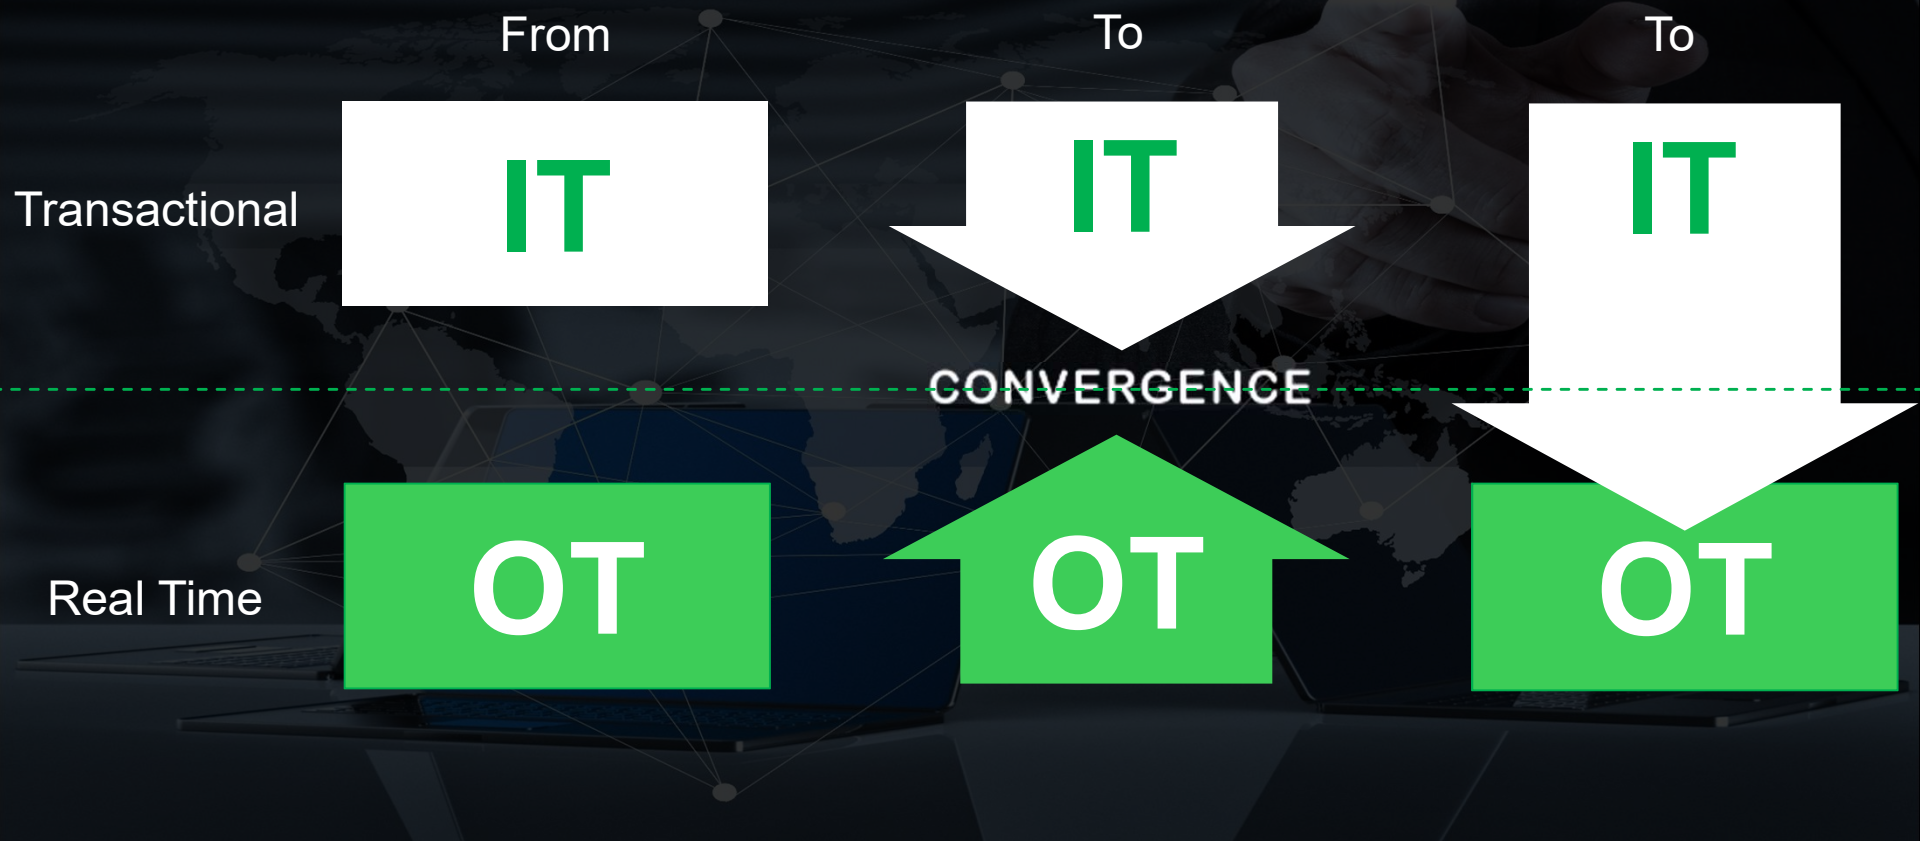 From
To
To
IT
IT
IT
Transactional
CONVERGENCE
OT
OT
OT
Real Time